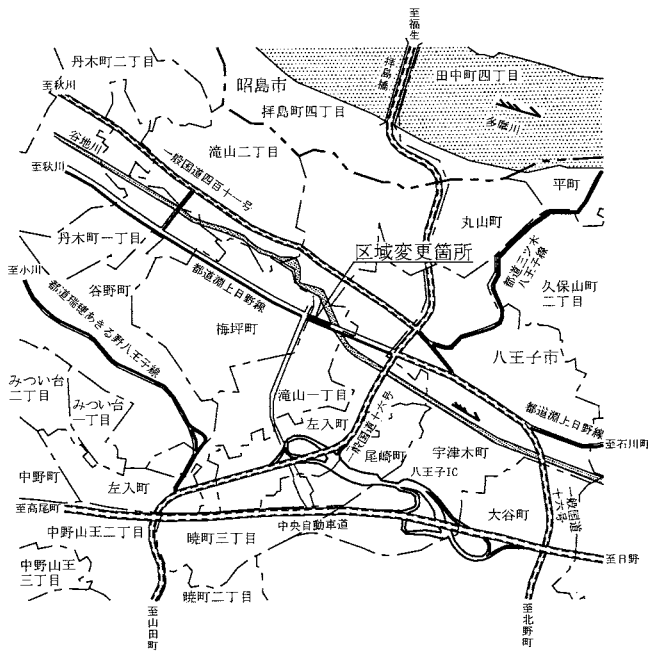 至福生
丹木町二丁目
昭島市
拝島橋
田中町四丁目
至秋川
拝島町四丁目
多摩川
谷地川
一般国道四百十一号
滝山二丁目
至秋川
平町
丸山町
丹木町一丁目
区域変更箇所
都道三ツ木
八王子線
至小川
都道淵上日野線
久保山町
二丁目
谷野町
都道瑞穂あきる野八王子線
梅坪町
八王子市
みつい台
二丁目
みつい台
一丁目
滝山一丁目
左入町
一般国道十六号
都道淵上日野線
尾崎町
宇津木町
至石川町
中野町
左入町
八王子IC
一般国道
十六号
至高尾町
大谷町
中野山王二丁目
暁町三丁目
中央自動車道
至日野
中野山王
三丁目
暁町二丁目
至山田町
至北野町